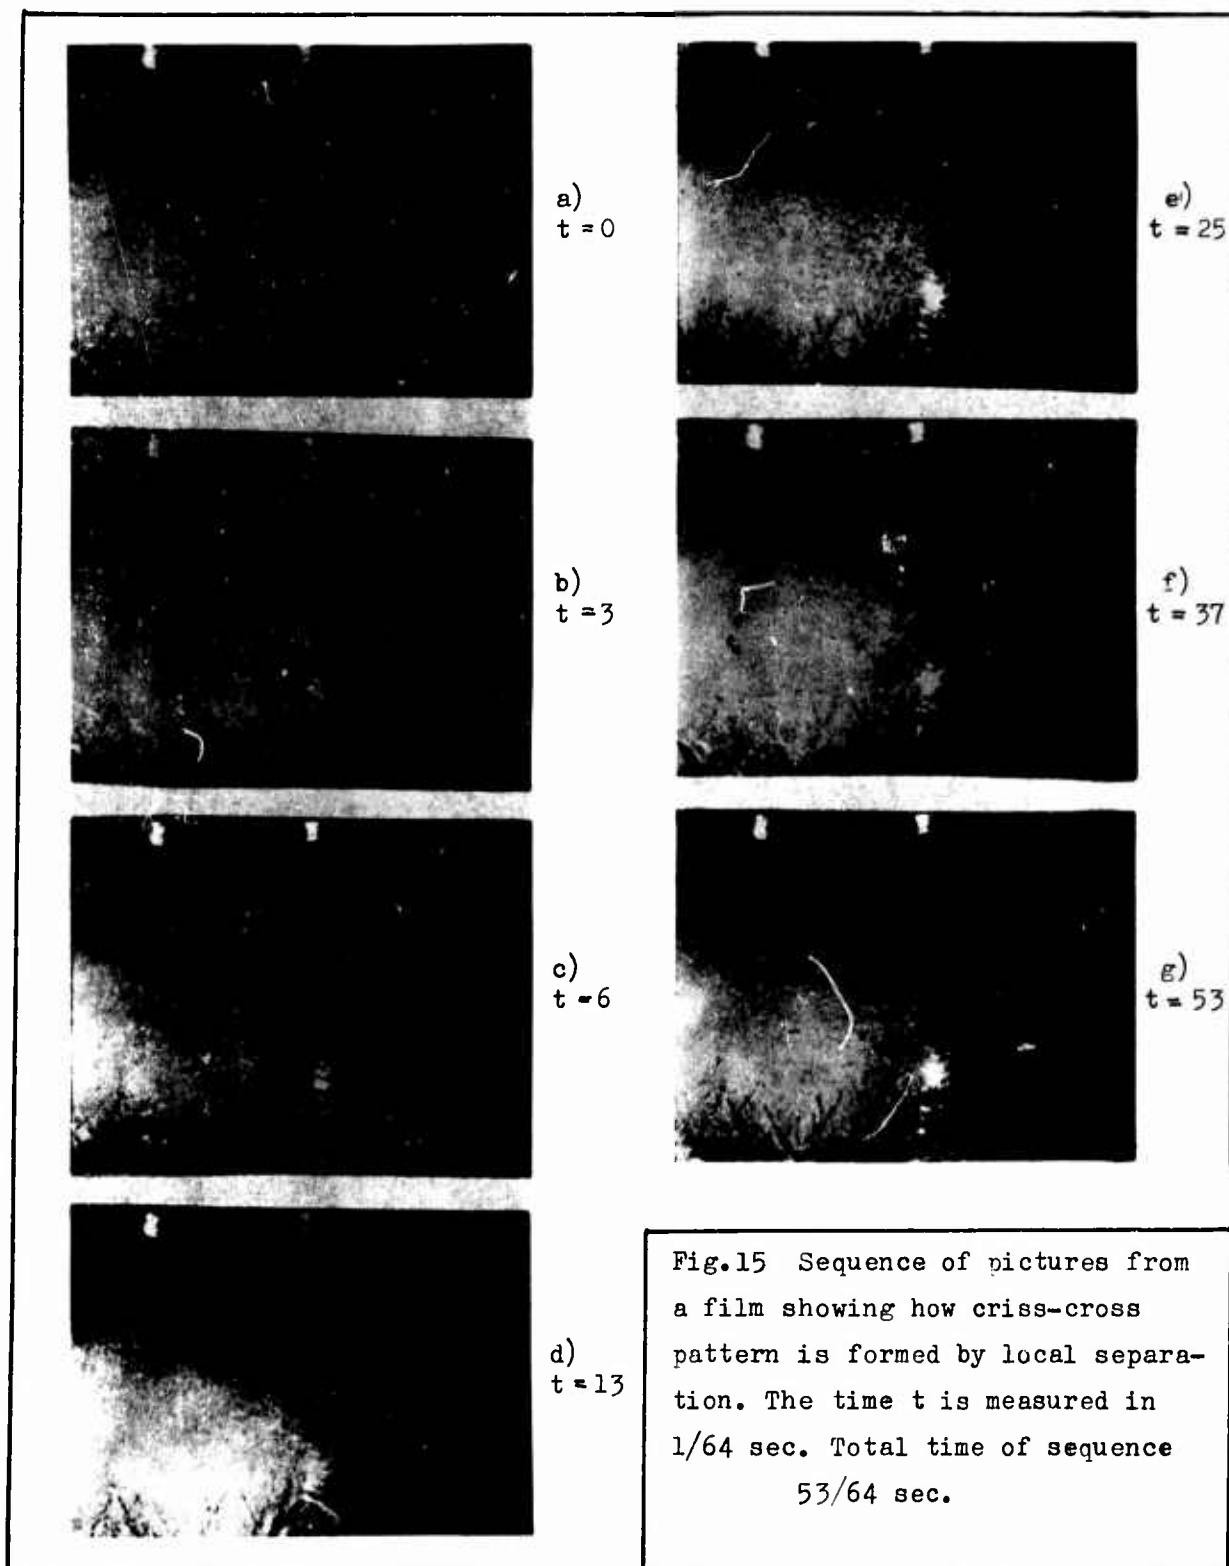 a)
t=0
b)
t=3
c)
t=6
d)
t=13
e)
t=25
f)
t=37
g)
t=53
Fig.15 Sequence of pictures from
a film showing how criss-cross
pattern is formed by local separa-
tion. The time t is measured in
1/64 sec. Total time of sequence
53/64 sec.